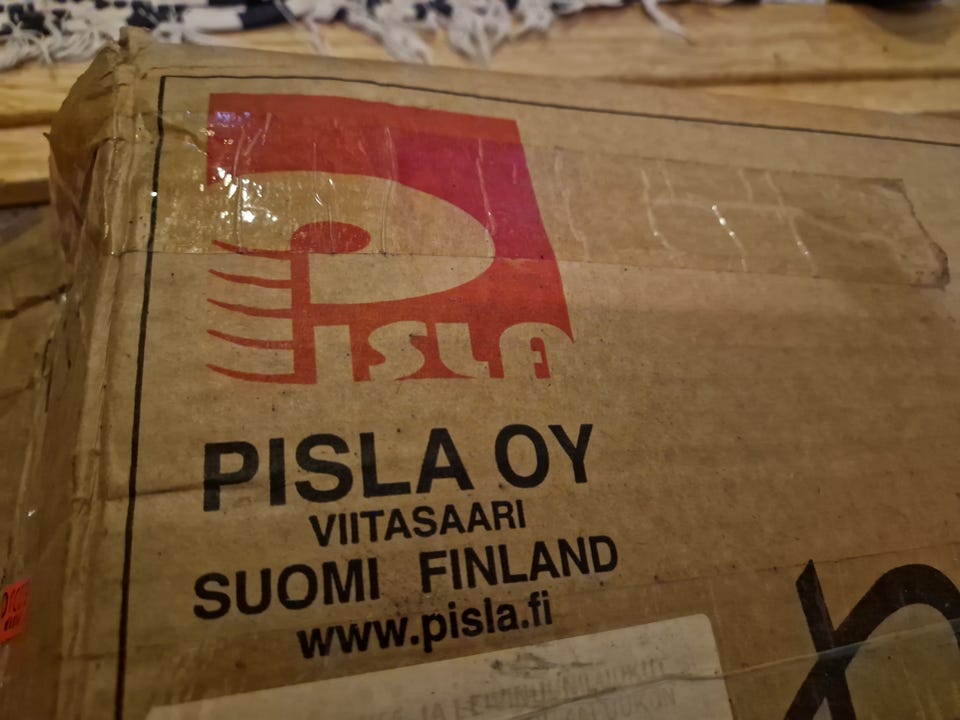 PISLA
PISLA OY
VIITASAARI
SUOMI FINLAND
www.pisla.fi